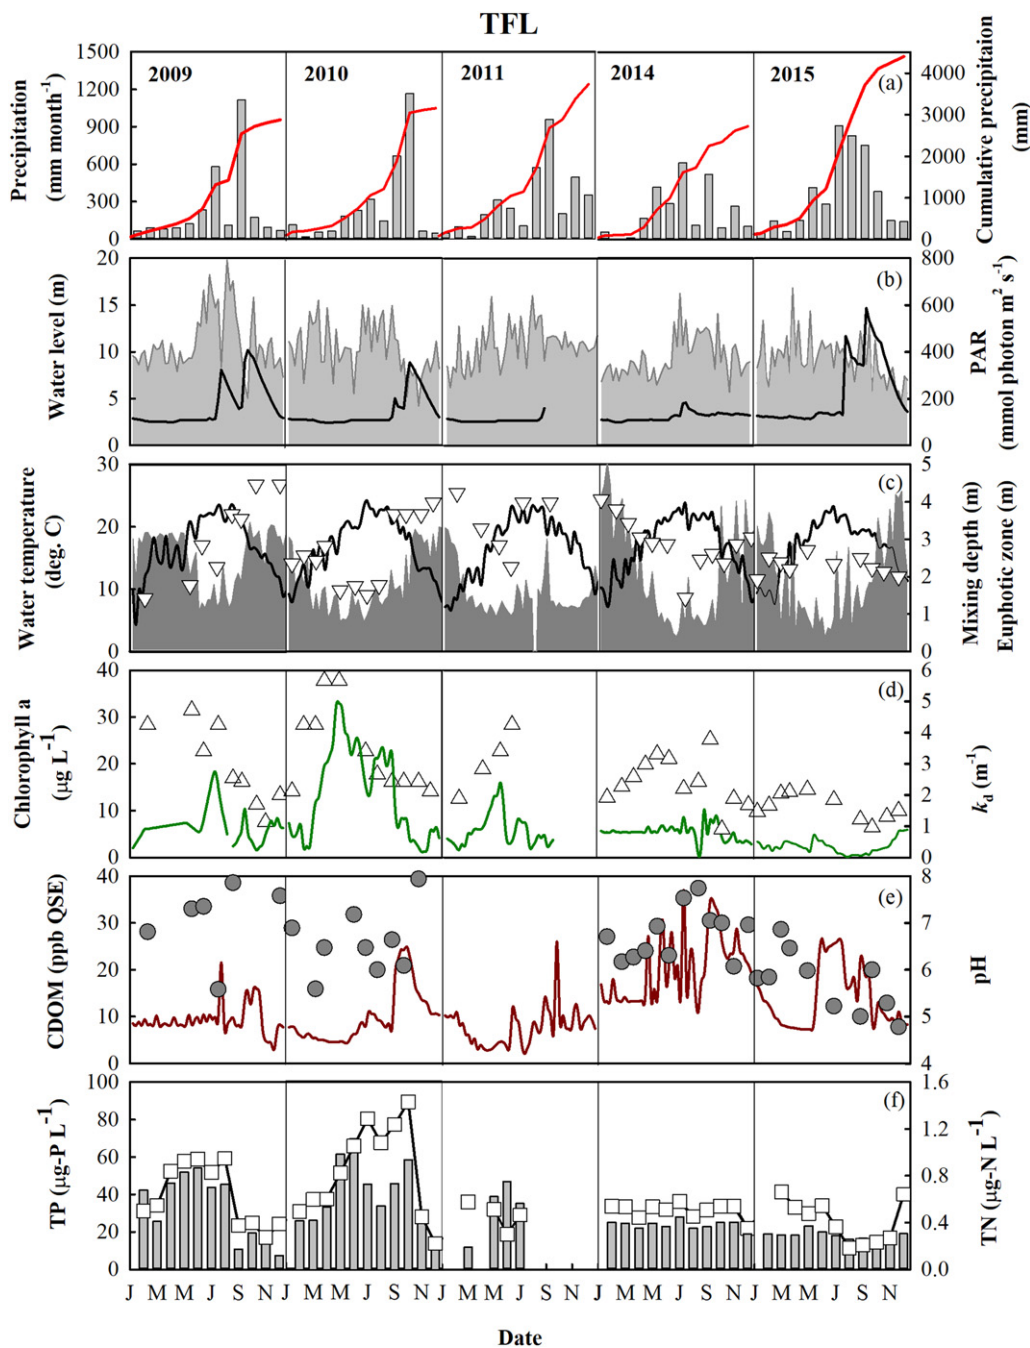 TFL
1500
1200
900
600
300
0
Precipitation
(mm month⁻¹)
2009
2010
2011
2014
2015
(a)
4000
3000
2000
1000
0
Cumulative precipitaion
(mm)
20
15
10
5
0
Water level (m)
(b)
800
600
400
200
0
PAR
(mmol photon m² s⁻¹)
30
20
10
0
Water temperature
(deg. C)
(c)
5
4
3
2
1
0
Mixing depth (m)
Euphotic zone (m)
40
30
20
10
0
Chlorophyll a
(µg L⁻¹)
(d)
6
5
4
3
2
1
0
k_d (m⁻¹)
40
30
20
10
0
CDOM (ppb QSE)
(e)
8
7
6
5
4
pH
100
80
60
40
20
0
TP (µg-P L⁻¹)
(f)
1.6
1.2
0.8
0.4
0.0
TN (µg-N L⁻¹)
J M M J S N J M M J S N J M M J S N J M M J S N J M M J S N
Date